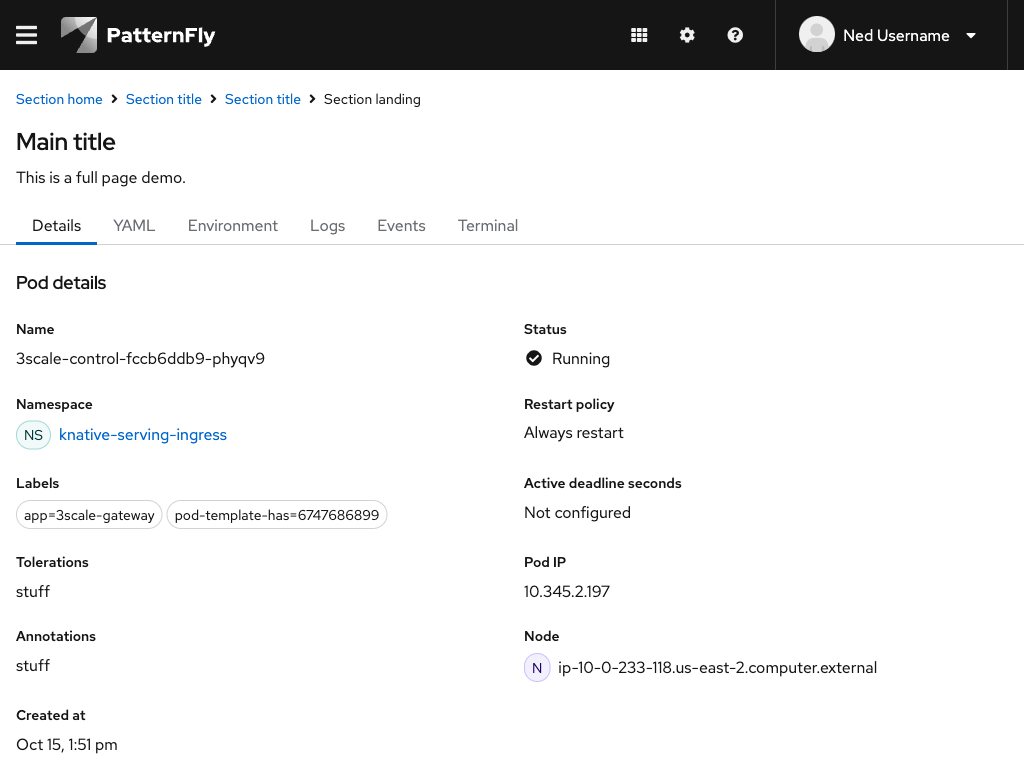 PatternFly
Ned Username
Section home Section title Section title Section landing
Main title
This is a full page demo.
Details YAML Environment Logs Events Terminal
Pod details
Name
3scale-control-fccb6ddb9-phyqv9
Status
Running
Namespace
NS knative-serving-ingress
Restart policy
Always restart
Labels
app=3scale-gateway pod-template-has=6747686899
Active deadline seconds
Not configured
Tolerations
stuff
Pod IP
10.345.2.197
Annotations
stuff
Node
N ip-10-0-233-118.us-east-2.computer.external
Created at
Oct 15, 1:51 pm